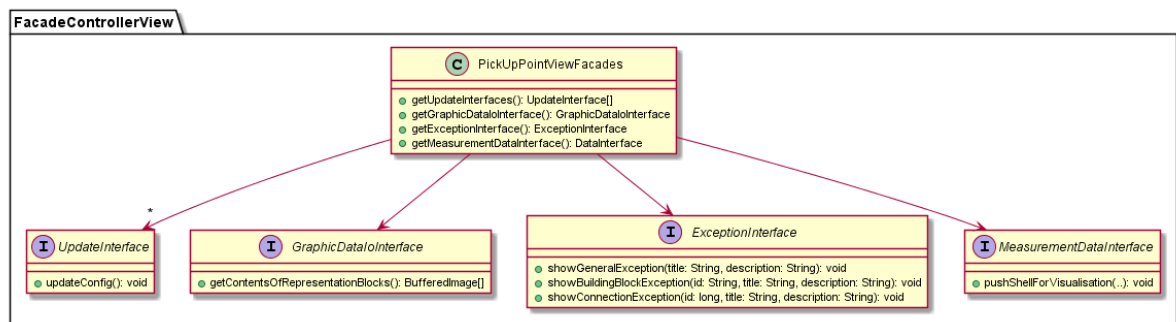 FacadeControllerView
C PickUpPointViewFacades
getUpdateInterfaces(): UpdateInterface[]
getGraphicDataIoInterface(): GraphicDataIoInterface
getExceptionInterface(): ExceptionInterface
getMeasurementDataInterface(): DataInterface
*
I UpdateInterface
updateConfig(): void
I GraphicDataIoInterface
getContentsOfRepresentationBlocks(): BufferedImage[]
I ExceptionInterface
showGeneralException(title: String, description: String): void
showBuildingBlockException(id: String, title: String, description: String): void
showConnectionException(id: long, title: String, description: String): void
I MeasurementDataInterface
pushShellForVisualisation(..): void